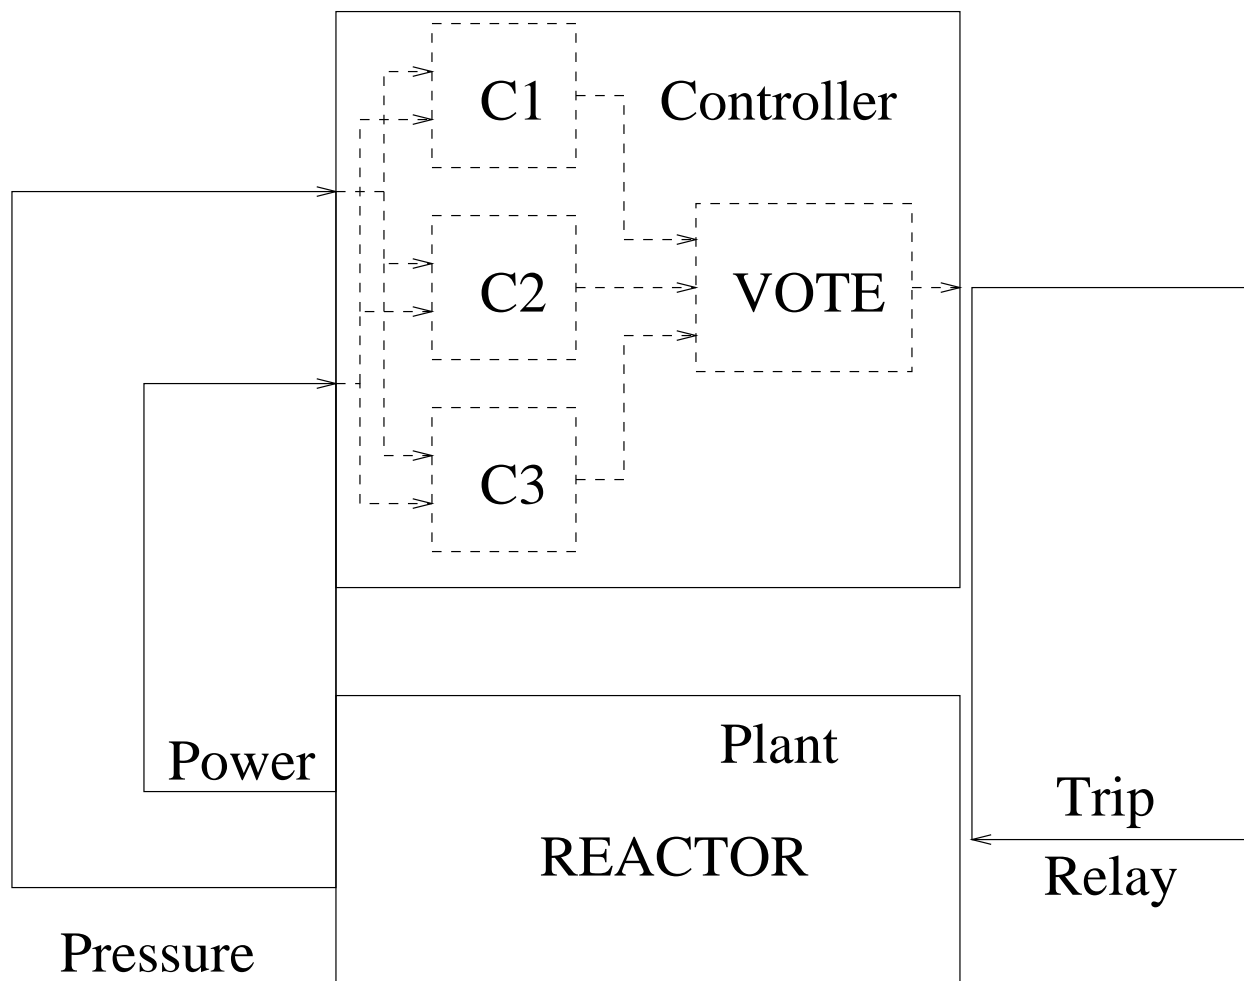 C1
Controller
C2
VOTE
C3
Plant
Power
Trip
REACTOR
Relay
Pressure